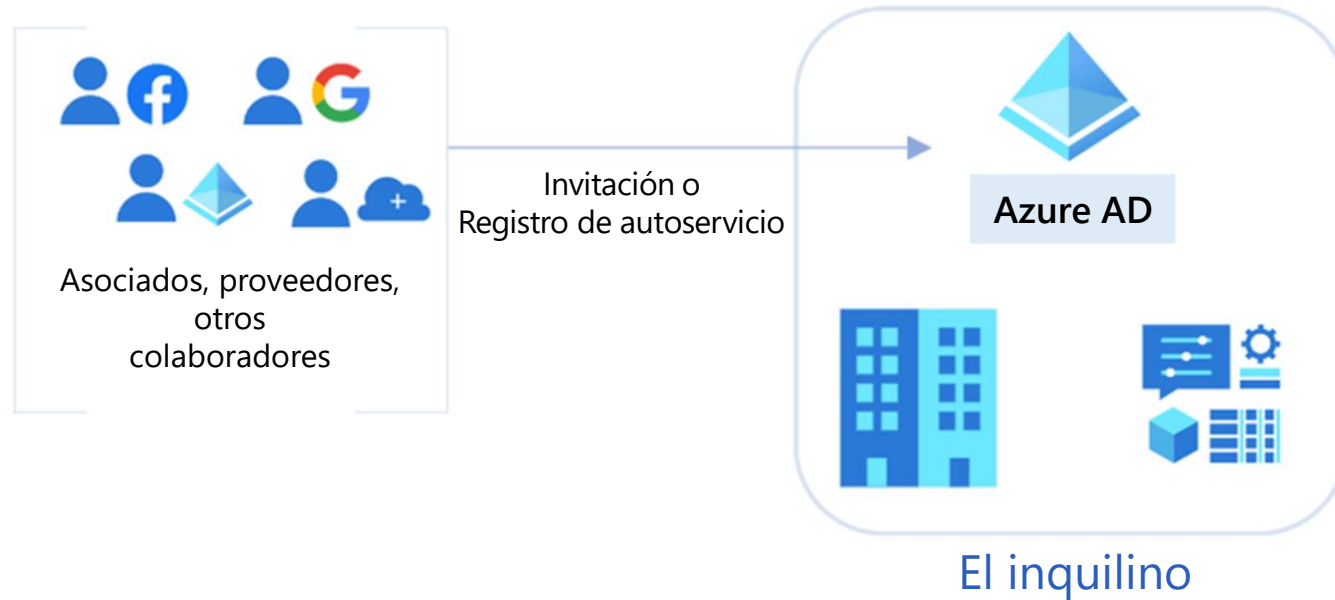 Asociados, proveedores,
otros
colaboradores
Invitación o
Registro de autoservicio
Azure AD
El inquilino